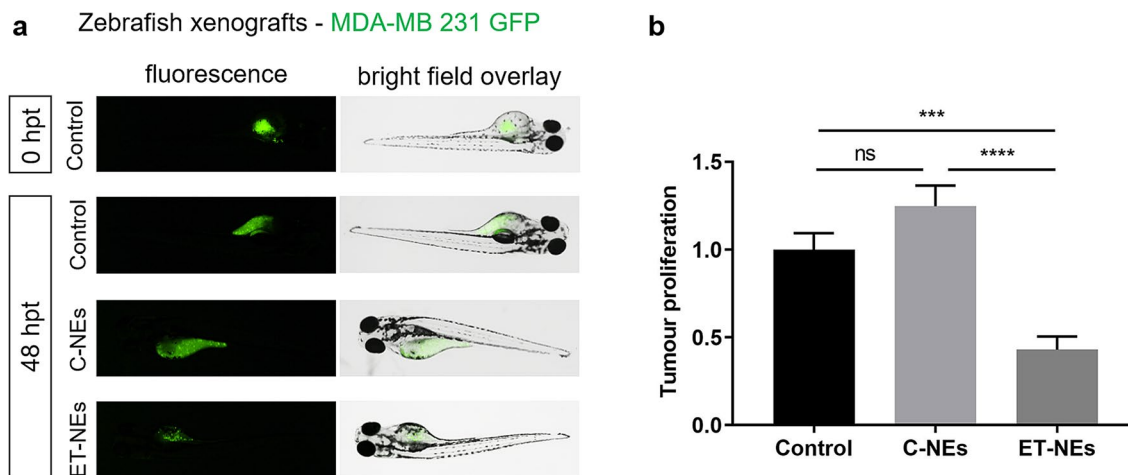 a
Zebrafish xenografts - MDA-MB 231 GFP
fluorescence
bright field overlay
0 hpt
Control
48 hpt
Control
C-NEs
ET-NEs
b
***
ns
****
Tumour proliferation
1.5
1.0
0.5
0.0
Control
C-NEs
ET-NEs